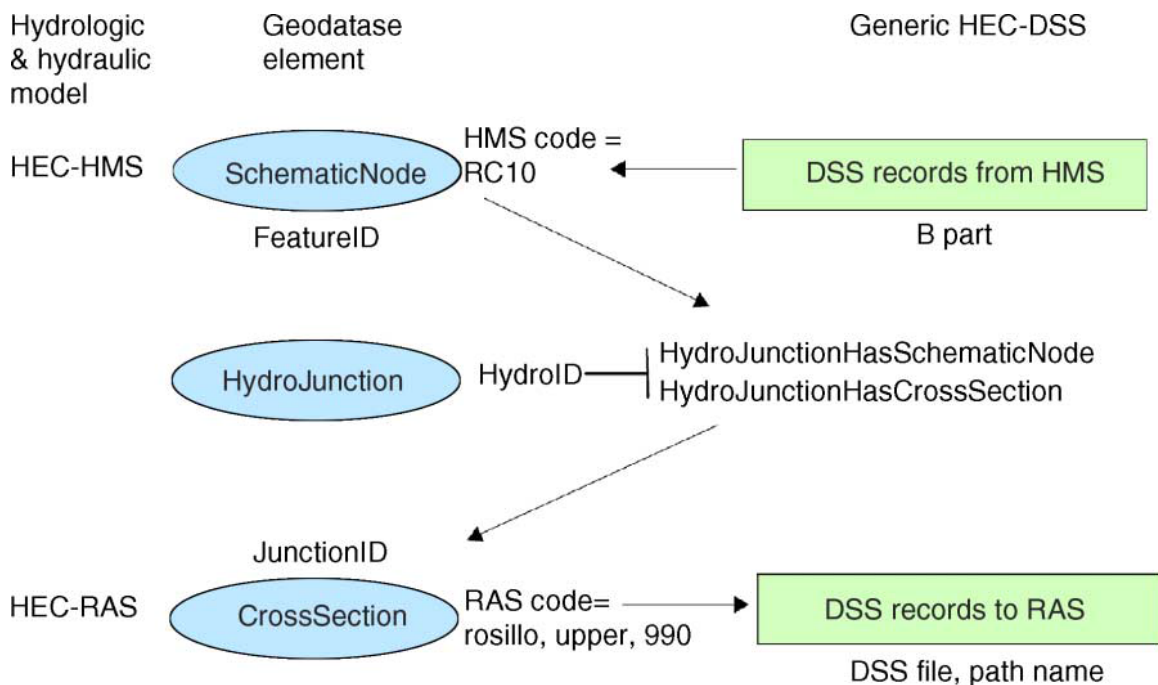 Hydrologic
& hydraulic
model
Geodatase
element
Generic HEC-DSS
HEC-HMS
SchematicNode
HMS code =
RC10
DSS records from HMS
FeatureID
B part
HydroJunction
HydroID
HydroJunctionHasSchematicNode
HydroJunctionHasCrossSection
JunctionID
HEC-RAS
CrossSection
RAS code=
rosillo, upper, 990
DSS records to RAS
DSS file, path name